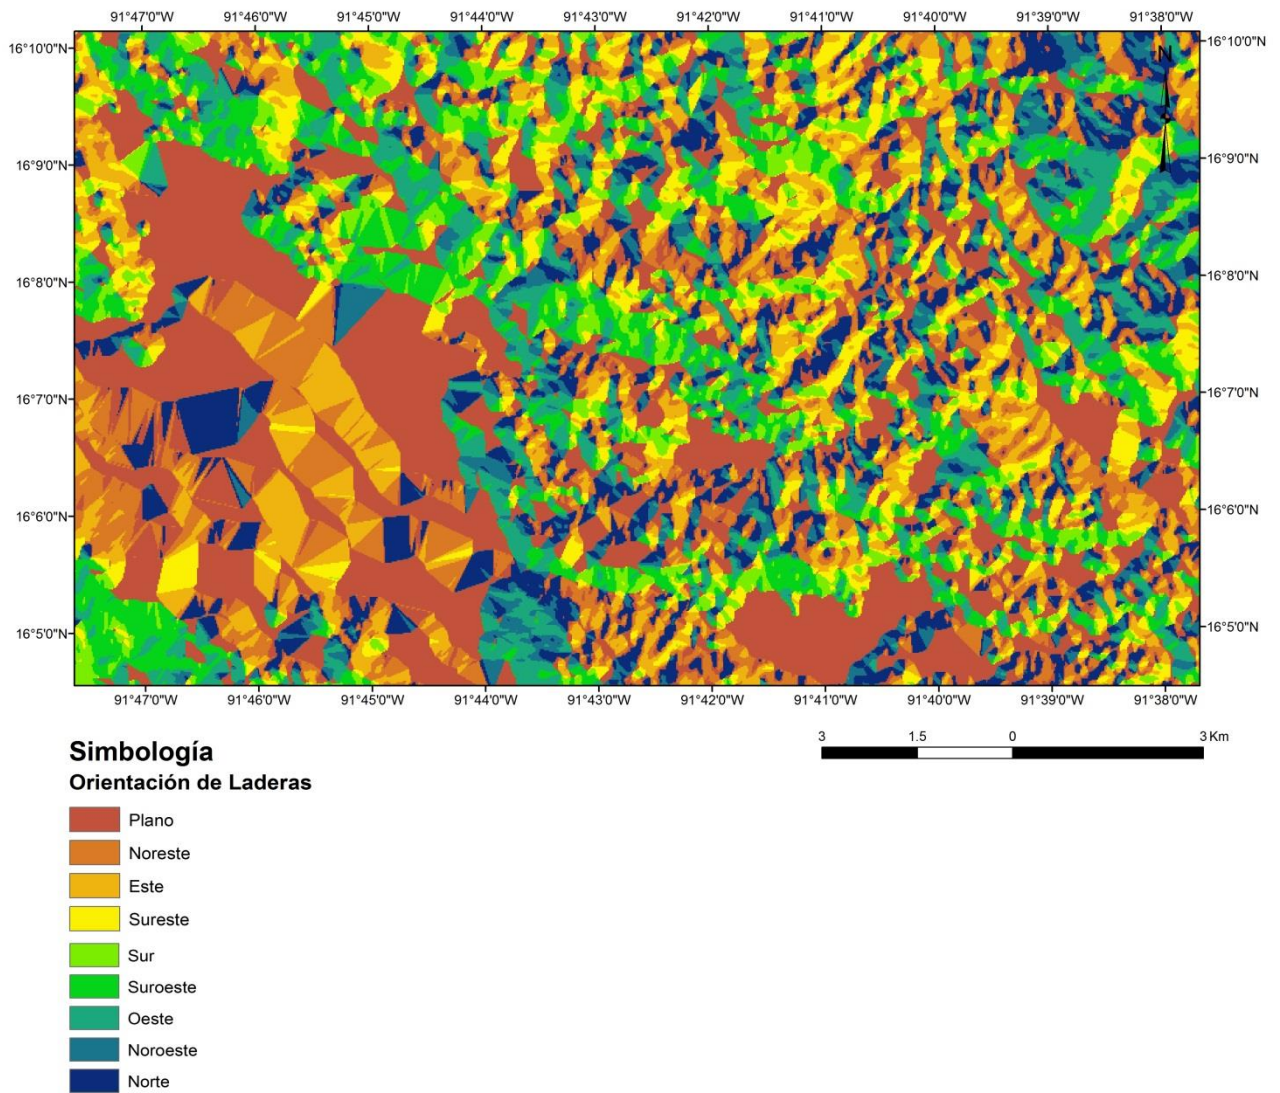 91°47'0"W 91°46'0"W 91°45'0"W 91°44'0"W 91°43'0"W 91°42'0"W 91°41'0"W 91°40'0"W 91°39'0"W 91°38'0"W
16°10'0"N 16°10'0"N
N
16°9'0"N 16°9'0"N
16°8'0"N 16°8'0"N
16°7'0"N 16°7'0"N
16°6'0"N 16°6'0"N
16°5'0"N 16°5'0"N
91°47'0"W 91°46'0"W 91°45'0"W 91°44'0"W 91°43'0"W 91°42'0"W 91°41'0"W 91°40'0"W 91°39'0"W 91°38'0"W
3 1.5 0 3 Km
Simbología
Orientación de Laderas
Plano
Noreste
Este
Sureste
Sur
Suroeste
Oeste
Noroeste
Norte